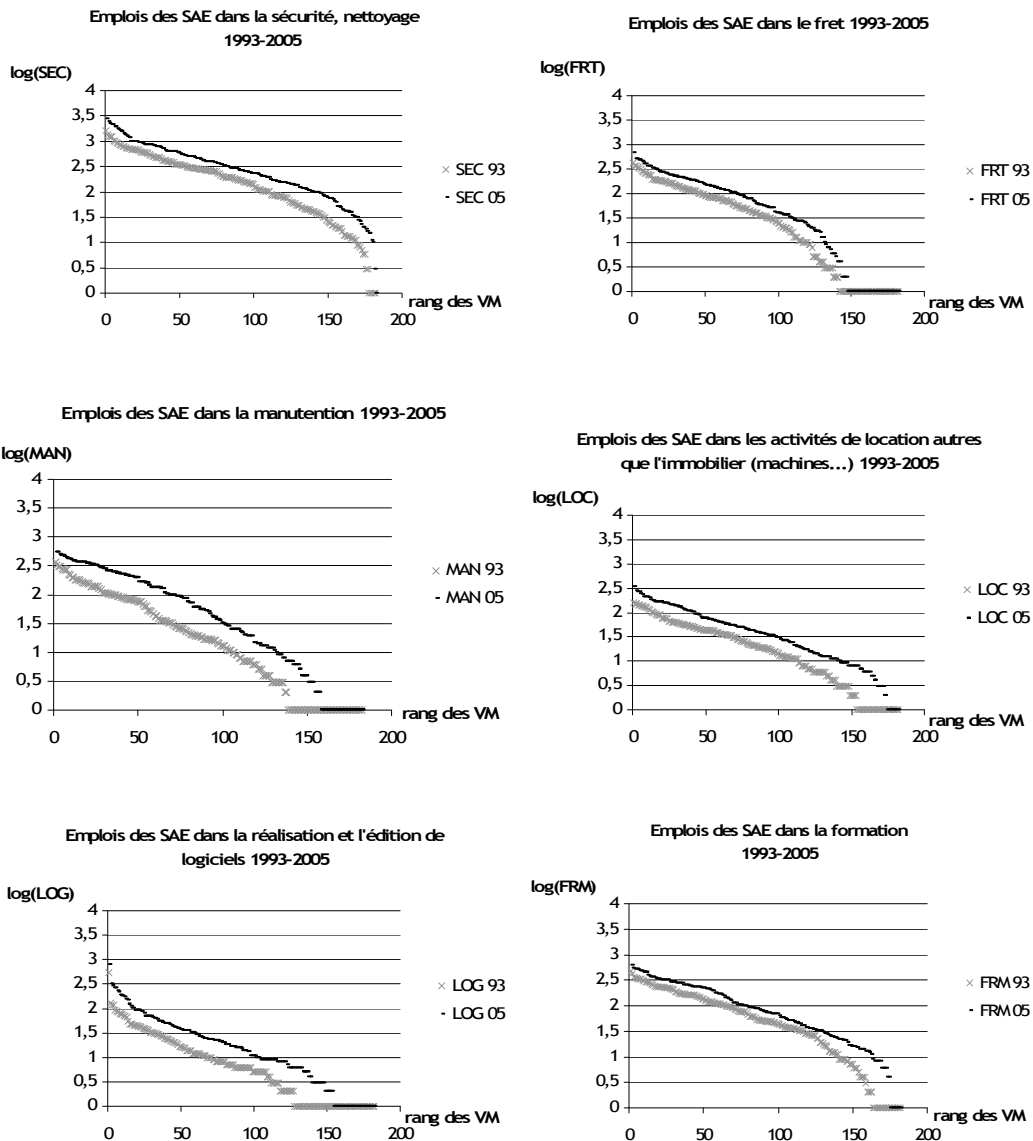 Emplois des SAE dans la sécurité, nettoyage
1993-2005
log(SEC)
4
3,5
3
2,5
2
1,5
1
0,5
0
0
50
100
150
200
rang des VM
SEC 93
SEC 05
Emplois des SAE dans le fret 1993-2005
log(FRT)
4
3,5
3
2,5
2
1,5
1
0,5
0
0
50
100
150
200
rang des VM
FRT 93
FRT 05
Emplois des SAE dans la manutention 1993-2005
log(MAN)
4
3,5
3
2,5
2
1,5
1
0,5
0
0
50
100
150
200
rang des VM
MAN 93
MAN 05
Emplois des SAE dans les activités de location autres
que l'immobilier (machines...) 1993-2005
log(LOC)
4
3,5
3
2,5
2
1,5
1
0,5
0
0
50
100
150
200
rang des VM
LOC 93
LOC 05
Emplois des SAE dans la réalisation et l'édition de
logiciels 1993-2005
log(LOG)
4
3,5
3
2,5
2
1,5
1
0,5
0
0
50
100
150
200
rang des VM
LOG 93
LOG 05
Emplois des SAE dans la formation
1993-2005
log(FRM)
4
3,5
3
2,5
2
1,5
1
0,5
0
0
50
100
150
200
rang des VM
FRM 93
FRM 05